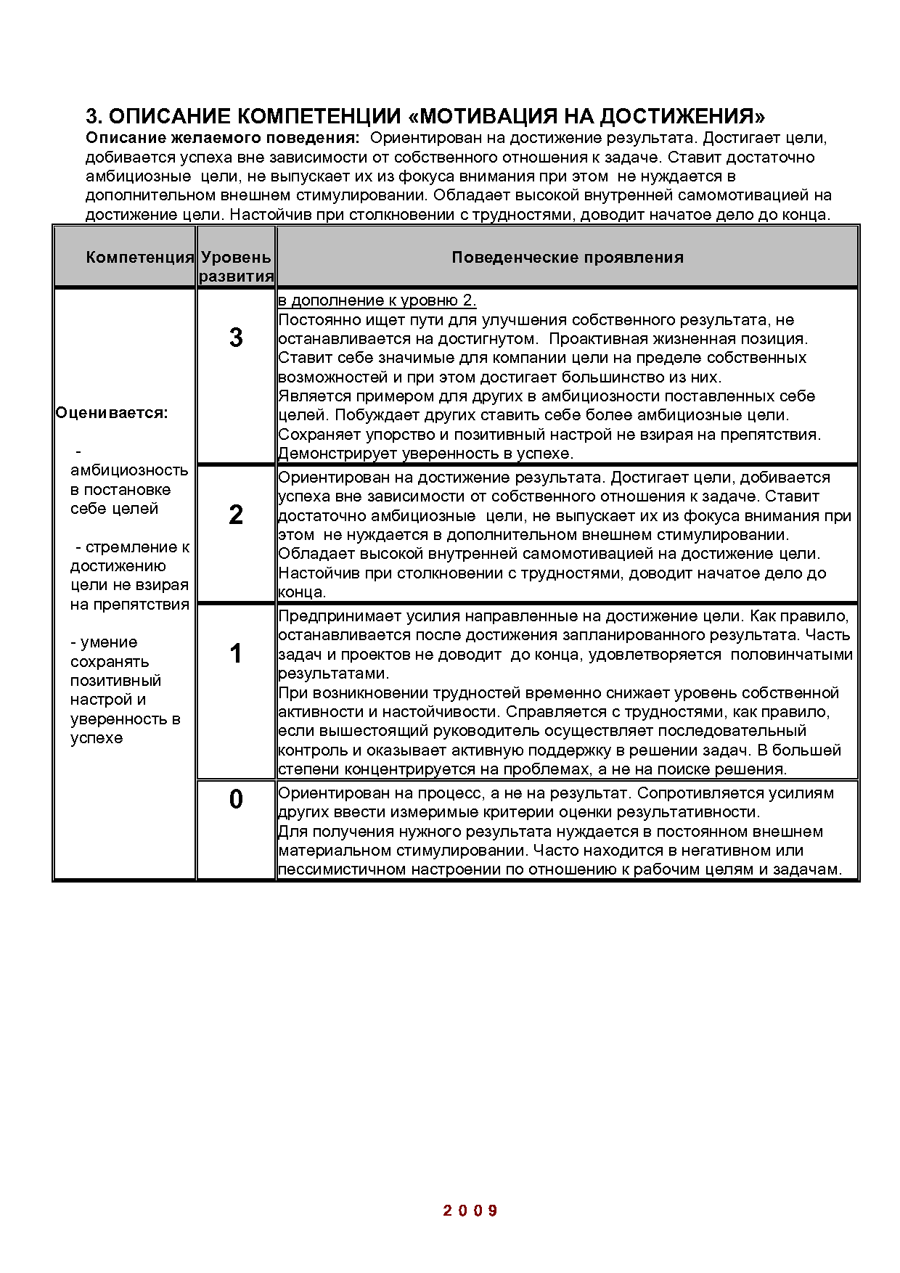 3. ОПИСАНИЕ КОМПЕТЕНЦИИ «МОТИВАЦИЯ НА ДОСТИЖЕНИЯ»
Описание желаемого поведения: Ориентирован на достижение результата. Достигает цели,
добивается успеха вне зависимости от собственного отношения к задаче. Ставит достаточно
амбициозные цели, не выпускает их из фокуса внимания при этом не нуждается в
дополнительном внешнем стимулировании. Обладает высокой внутренней самомотивацией на
достижение цели. Настойчив при столкновении с трудностями, доводит начатое дело до конца.
Компетенция
Уровень
развития
Поведенческие проявления
Оценивается:
-
амбициозность
в постановке
себе целей
- стремление к
достижению
цели не взирая
на препятствия
- умение
сохранять
позитивный
настрой и
уверенность в
успехе
3
в дополнение к уровню 2.
Постоянно ищет пути для улучшения собственного результата, не
останавливается на достигнутом. Проактивная жизненная позиция.
Ставит себе значимые для компании цели на пределе собственных
возможностей и при этом достигает большинство из них.
Является примером для других в амбициозности поставленных себе
целей. Побуждает других ставить себе более амбициозные цели.
Сохраняет упорство и позитивный настрой не взирая на препятствия.
Демонстрирует уверенность в успехе.
2
Ориентирован на достижение результата. Достигает цели, добивается
успеха вне зависимости от собственного отношения к задаче. Ставит
достаточно амбициозные цели, не выпускает их из фокуса внимания при
этом не нуждается в дополнительном внешнем стимулировании.
Обладает высокой внутренней самомотивацией на достижение цели.
Настойчив при столкновении с трудностями, доводит начатое дело до
конца.
1
Предпринимает усилия направленные на достижение цели. Как правило,
останавливается после достижения запланированного результата. Часть
задач и проектов не доводит до конца, удовлетворяется половинчатыми
результатами.
При возникновении трудностей временно снижает уровень собственной
активности и настойчивости. Справляется с трудностями, как правило,
если вышестоящий руководитель осуществляет последовательный
контроль и оказывает активную поддержку в решении задач. В большей
степени концентрируется на проблемах, а не на поиске решения.
0
Ориентирован на процесс, а не на результат. Сопротивляется усилиям
других ввести измеримые критерии оценки результативности.
Для получения нужного результата нуждается в постоянном внешнем
материальном стимулировании. Часто находится в негативном или
пессимистичном настроении по отношению к рабочим целям и задачам.
2009